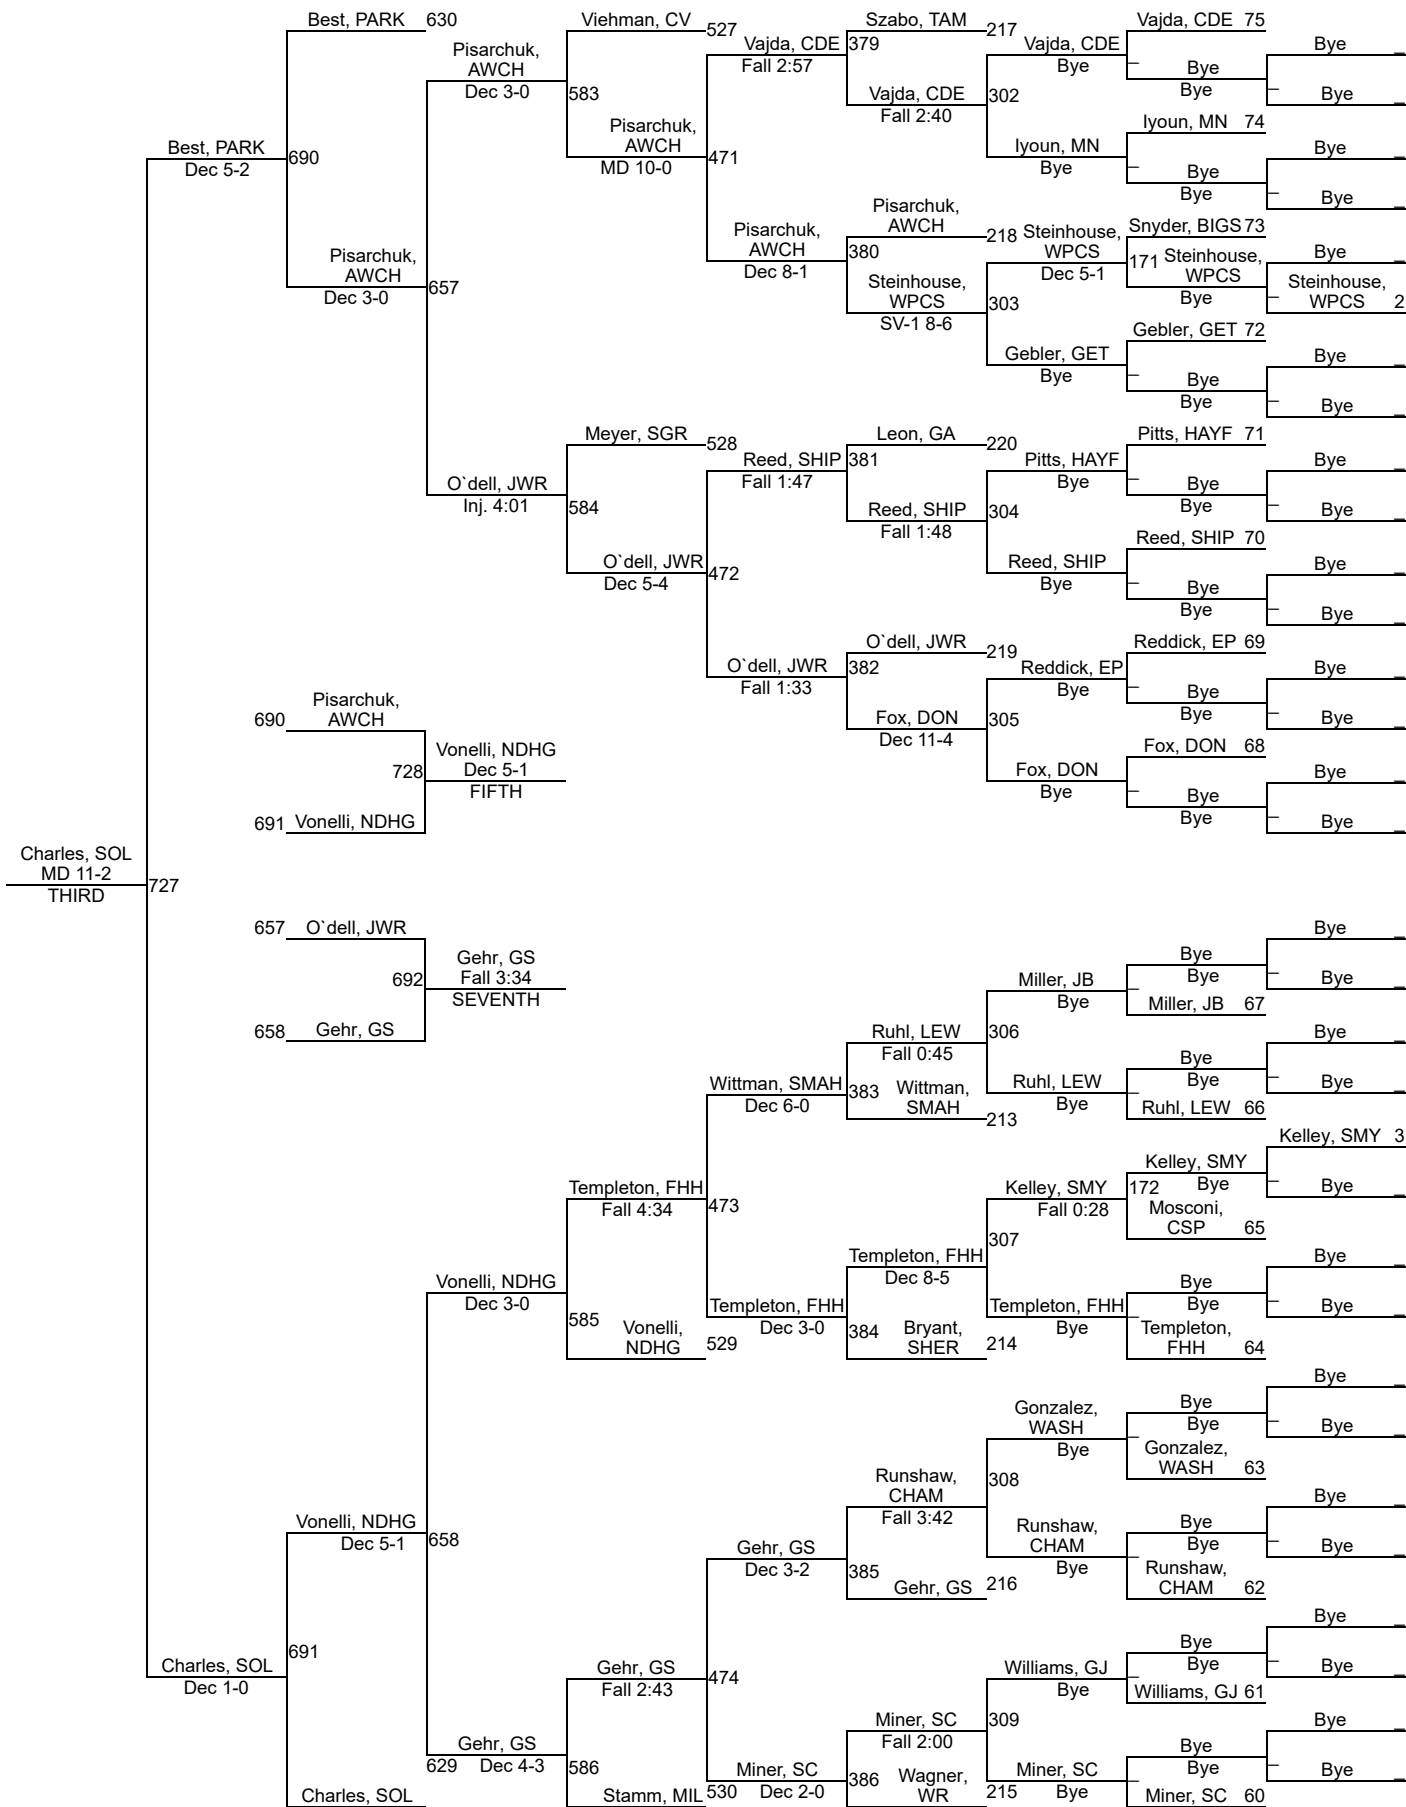 Best, PARK 630
Viehman, CV 527
Szabo, TAM 217
Vajda, CDE 75
Pisarchuk,
AWCH
Dec 3-0
Vajda, CDE 379
Fall 2:57
Vajda, CDE
Bye
Bye
Bye
Bye
583
Vajda, CDE 302
Fall 2:40
Bye
Pisarchuk,
AWCH
MD 10-0
471
Iyoun, MN 74
Best, PARK
Dec 5-2
690
Iyoun, MN
Bye
Bye
Bye
Bye
Bye
Pisarchuk,
AWCH
218
Snyder, BIGS 73
Pisarchuk,
AWCH
Dec 8-1
380
Steinhouse,
WPCS
Dec 5-1
171
Steinhouse,
WPCS
Bye
Bye
Pisarchuk,
AWCH
Dec 3-0
657
Steinhouse,
WPCS
SV-1 8-6
303
Steinhouse,
WPCS 2
Gebler, GET 72
Gebler, GET
Bye
Bye
Bye
Bye
Bye
Meyer, SGR 528
Leon, GA 220
Pitts, HAYF 71
Reed, SHIP 381
Fall 1:47
Pitts, HAYF
Bye
Bye
Bye
Bye
Bye
O`dell, JWR
Inj. 4:01
584
Reed, SHIP 304
Fall 1:48
Reed, SHIP 70
O`dell, JWR
Dec 5-4
472
Reed, SHIP
Bye
Bye
Bye
Bye
Bye
O`dell, JWR 219
Reddick, EP 69
O`dell, JWR 382
Fall 1:33
Reddick, EP
Bye
Bye
Bye
Bye
Bye
690
Pisarchuk,
AWCH
Fox, DON 305
Dec 11-4
Fox, DON 68
728
Vonelli, NDHG
Dec 5-1
FIFTH
Fox, DON
Bye
Bye
Bye
Bye
Bye
691 Vonelli, NDHG
Charles, SOL
MD 11-2
THIRD
727
657 O`dell, JWR
Bye
692
Gehr, GS
Fall 3:34
SEVENTH
Miller, JB
Bye
Bye
Bye
Bye
Miller, JB 67
658 Gehr, GS
Ruhl, LEW 306
Fall 0:45
Bye
Wittman, SMAH
Dec 6-0
383
Wittman,
SMAH
213
Ruhl, LEW
Bye
Bye
Bye
Bye
Ruhl, LEW 66
Kelley, SMY 3
Templeton, FHH
Fall 4:34
473
Kelley, SMY
Fall 0:28
172
Kelley, SMY
Bye
Bye
Mosconi,
CSP 65
307
Templeton, FHH
Dec 8-5
Bye
Vonelli, NDHG
Dec 3-0
Templeton, FHH
Dec 3-0
Templeton, FHH
Bye
Bye
Bye
Bye
585
Vonelli,
NDHG
529
384
Bryant,
SHER
214
Templeton,
FHH 64
Bye
Gonzalez,
WASH
Bye
Bye
Bye
Bye
Gonzalez,
WASH 63
Runshaw,
CHAM
Fall 3:42
308
Bye
Vonelli, NDHG
Dec 5-1
658
Gehr, GS
Dec 3-2
385
Gehr, GS 216
Runshaw,
CHAM
Bye
Bye
Bye
Bye
Runshaw,
CHAM 62
691
Bye
Charles, SOL
Dec 1-0
Gehr, GS
Fall 2:43
474
Williams, GJ
Bye
Bye
Bye
Bye
Williams, GJ 61
Miner, SC 309
Fall 2:00
Bye
629
Gehr, GS
Dec 4-3
586
Miner, SC
Dec 2-0
386
Wagner,
WR
215
Miner, SC
Bye
Bye
Bye
Bye
Charles, SOL
Stamm, MIL 530
Miner, SC 60